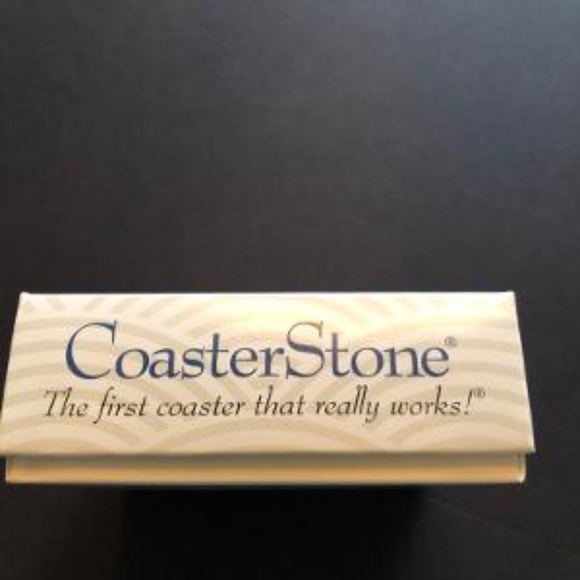 CoasterStone®
The first coaster that really works!®